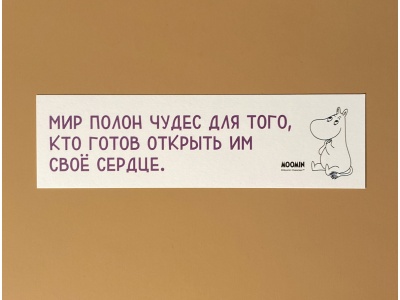 МИР ПОЛОН ЧУДЕС ДЛЯ ТОГО,
КТО ГОТОВ ОТКРЫТЬ ИМ
СВОЁ СЕРДЦЕ.
MOOMIN